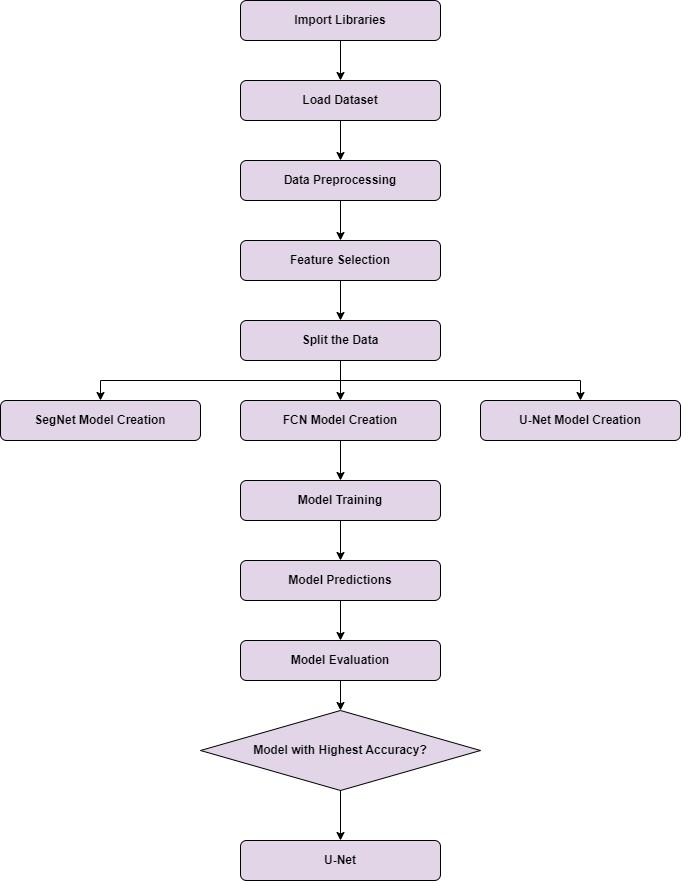 Import Libraries
Load Dataset
Data Preprocessing
Feature Selection
Split the Data
SegNet Model Creation
FCN Model Creation
U-Net Model Creation
Model Training
Model Predictions
Model Evaluation
Model with Highest Accuracy?
U-Net